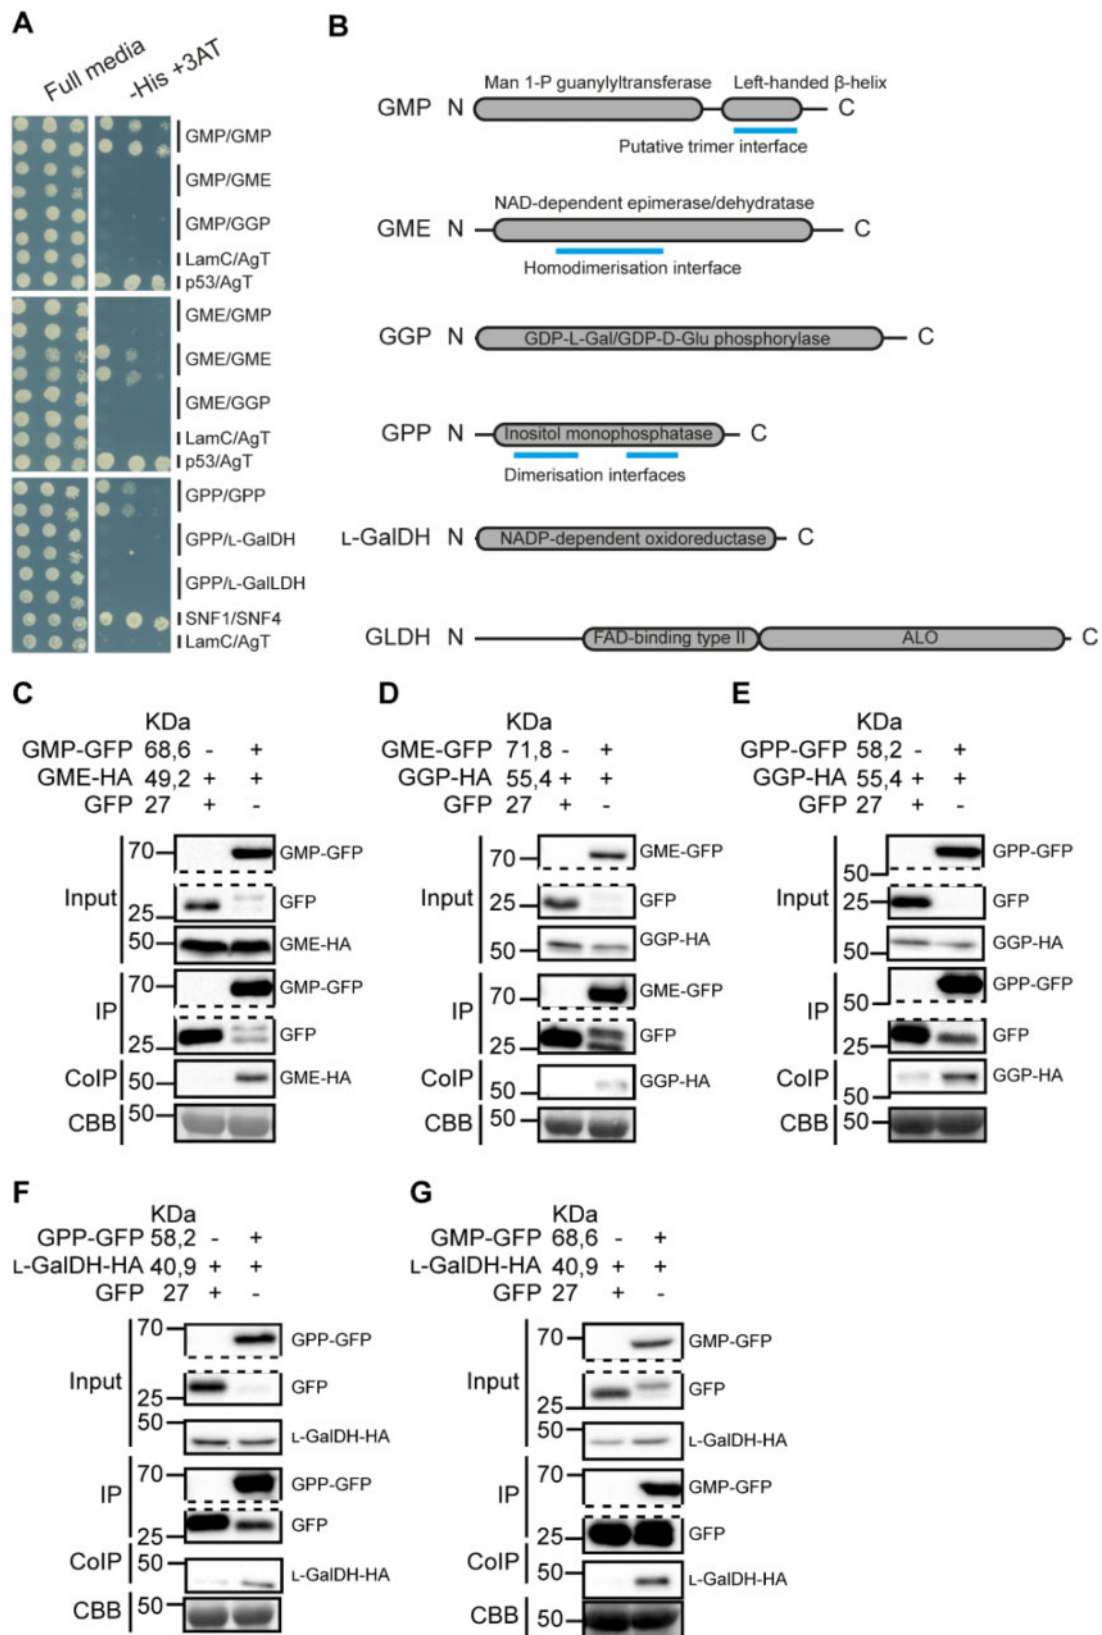 A
Full media
-His +3AT
GMP/GMP
GMP/GME
GMP/GGP
LamC/AgT
p53/AgT
GME/GMP
GME/GME
GME/GGP
LamC/AgT
p53/AgT
GPP/GPP
GPP/L-GalDH
GPP/L-GalLDH
SNF1/SNF4
LamC/AgT
B
Man 1-P guanylyltransferase Left-handed β-helix
GMP N C
Putative trimer interface
NAD-dependent epimerase/dehydratase
GME N C
Homodimerisation interface
GGP N GDP-L-Gal/GDP-D-Glu phosphorylase C
GPP N Inositol monophosphatase C
Dimerisation interfaces
L-GalDH N NADP-dependent oxidoreductase C
GLDH N FAD-binding type II ALO C
C
KDa
GMP-GFP 68,6 - +
GME-HA 49,2 + +
GFP 27 + -
Input
70 GMP-GFP
25 GFP
50 GME-HA
IP
70 GMP-GFP
25 GFP
CoIP 50 GME-HA
CBB 50
D
KDa
GME-GFP 71,8 - +
GGP-HA 55,4 + +
GFP 27 + -
Input
70 GME-GFP
25 GFP
50 GGP-HA
IP
70 GME-GFP
25 GFP
CoIP 50 GGP-HA
CBB 50
E
KDa
GPP-GFP 58,2 - +
GGP-HA 55,4 + +
GFP 27 + -
Input
50 GPP-GFP
25 GFP
50 GGP-HA
IP
50 GPP-GFP
25 GFP
CoIP 50 GGP-HA
CBB 50
F
KDa
GPP-GFP 58,2 - +
L-GalDH-HA 40,9 + +
GFP 27 + -
Input
70 GPP-GFP
25 GFP
50 L-GalDH-HA
IP
70 GPP-GFP
25 GFP
CoIP 50 L-GalDH-HA
CBB 50
G
KDa
GMP-GFP 68,6 - +
L-GalDH-HA 40,9 + +
GFP 27 + -
Input
70 GMP-GFP
25 GFP
50 L-GalDH-HA
IP
70 GMP-GFP
25 GFP
CoIP 50 L-GalDH-HA
CBB 50